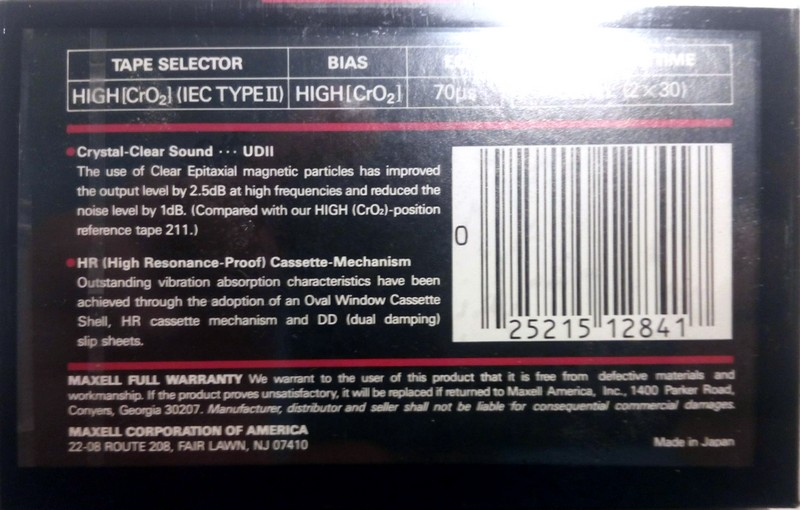 TAPE SELECTOR BIAS TIME
HIGH [CrO₂] (IEC TYPE II) HIGH [CrO₂] 70μs (2 × 30)
Crystal-Clear Sound ··· UDII
The use of Clear Epitaxial magnetic particles has improved
the output level by 2.5dB at high frequencies and reduced the
noise level by 1dB. (Compared with our HIGH (CrO₂)-position
reference tape 211.)
HR (High Resonance-Proof) Cassette-Mechanism
Outstanding vibration absorption characteristics have been
achieved through the adoption of an Oval Window Cassette
Shell, HR cassette mechanism and DD (dual damping)
slip sheets.
0 25215 12841
MAXELL FULL WARRANTY We warrant to the user of this product that it is free from defective materials and
workmanship. If the product proves unsatisfactory, it will be replaced if returned to Maxell America, Inc., 1400 Parker Road,
Conyers, Georgia 30207. Manufacturer, distributor and seller shall not be liable for consequential commercial damages.
MAXELL CORPORATION OF AMERICA
22-08 ROUTE 208, FAIR LAWN, NJ 07410
Made in Japan